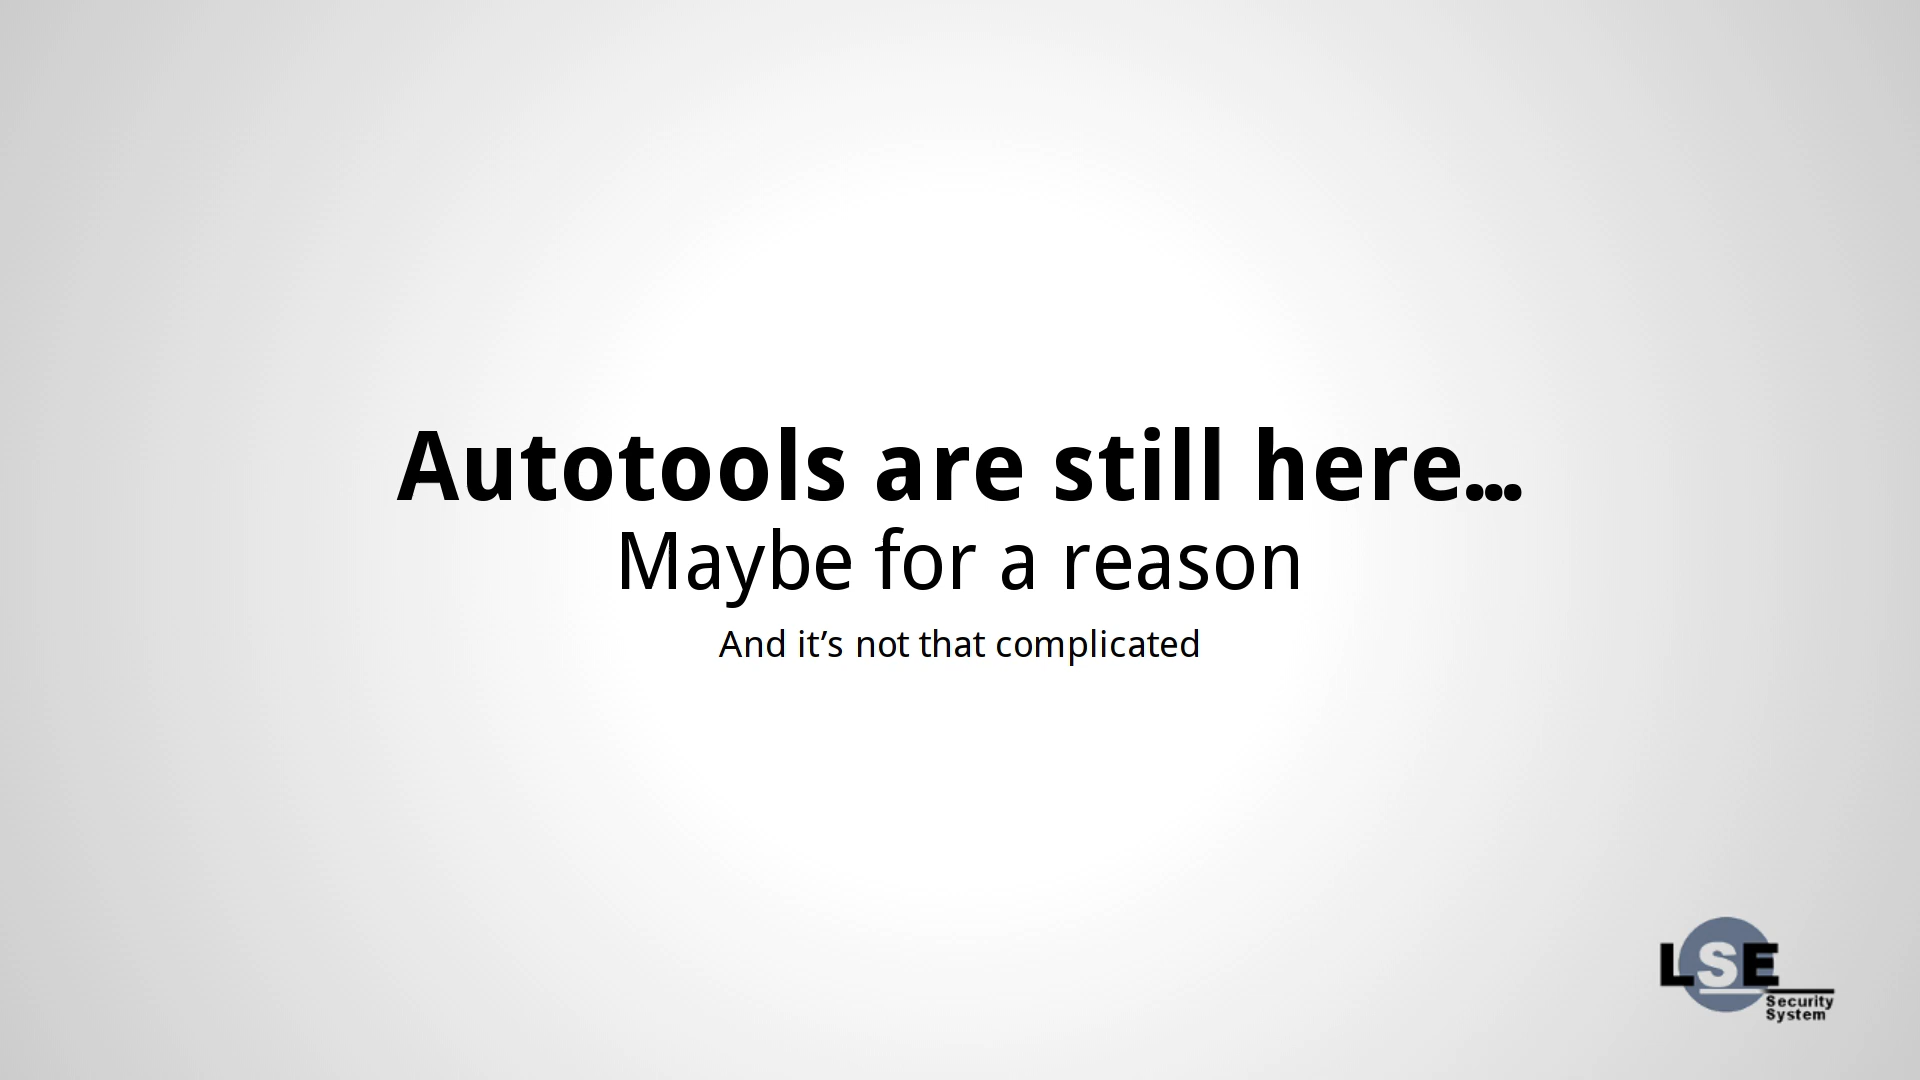 Autotools are still here…
Maybe for a reason
And it’s not that complicated
LSE
Security
System